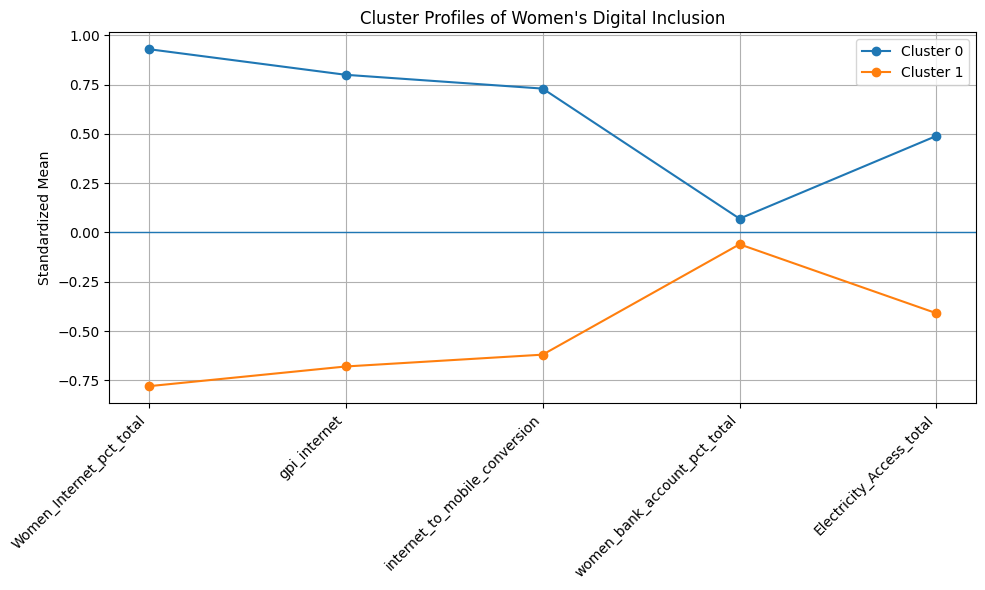 Cluster Profiles of Women's Digital Inclusion
Cluster 0
Cluster 1
Standardized Mean
1.00
0.75
0.50
0.25
0.00
−0.25
−0.50
−0.75
Women_Internet_pct_total
gpi_internet
internet_to_mobile_conversion
women_bank_account_pct_total
Electricity_Access_total